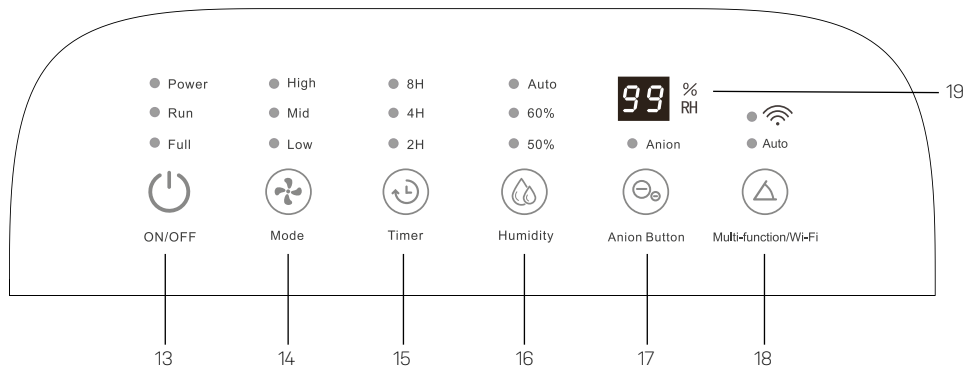 Power High 8H Auto 99 % RH 19
Run Mid 4H 60%
Full Low 2H 50% Anion Auto
ON/OFF Mode Timer Humidity Anion Button Multi-function/Wi-Fi
13 14 15 16 17 18